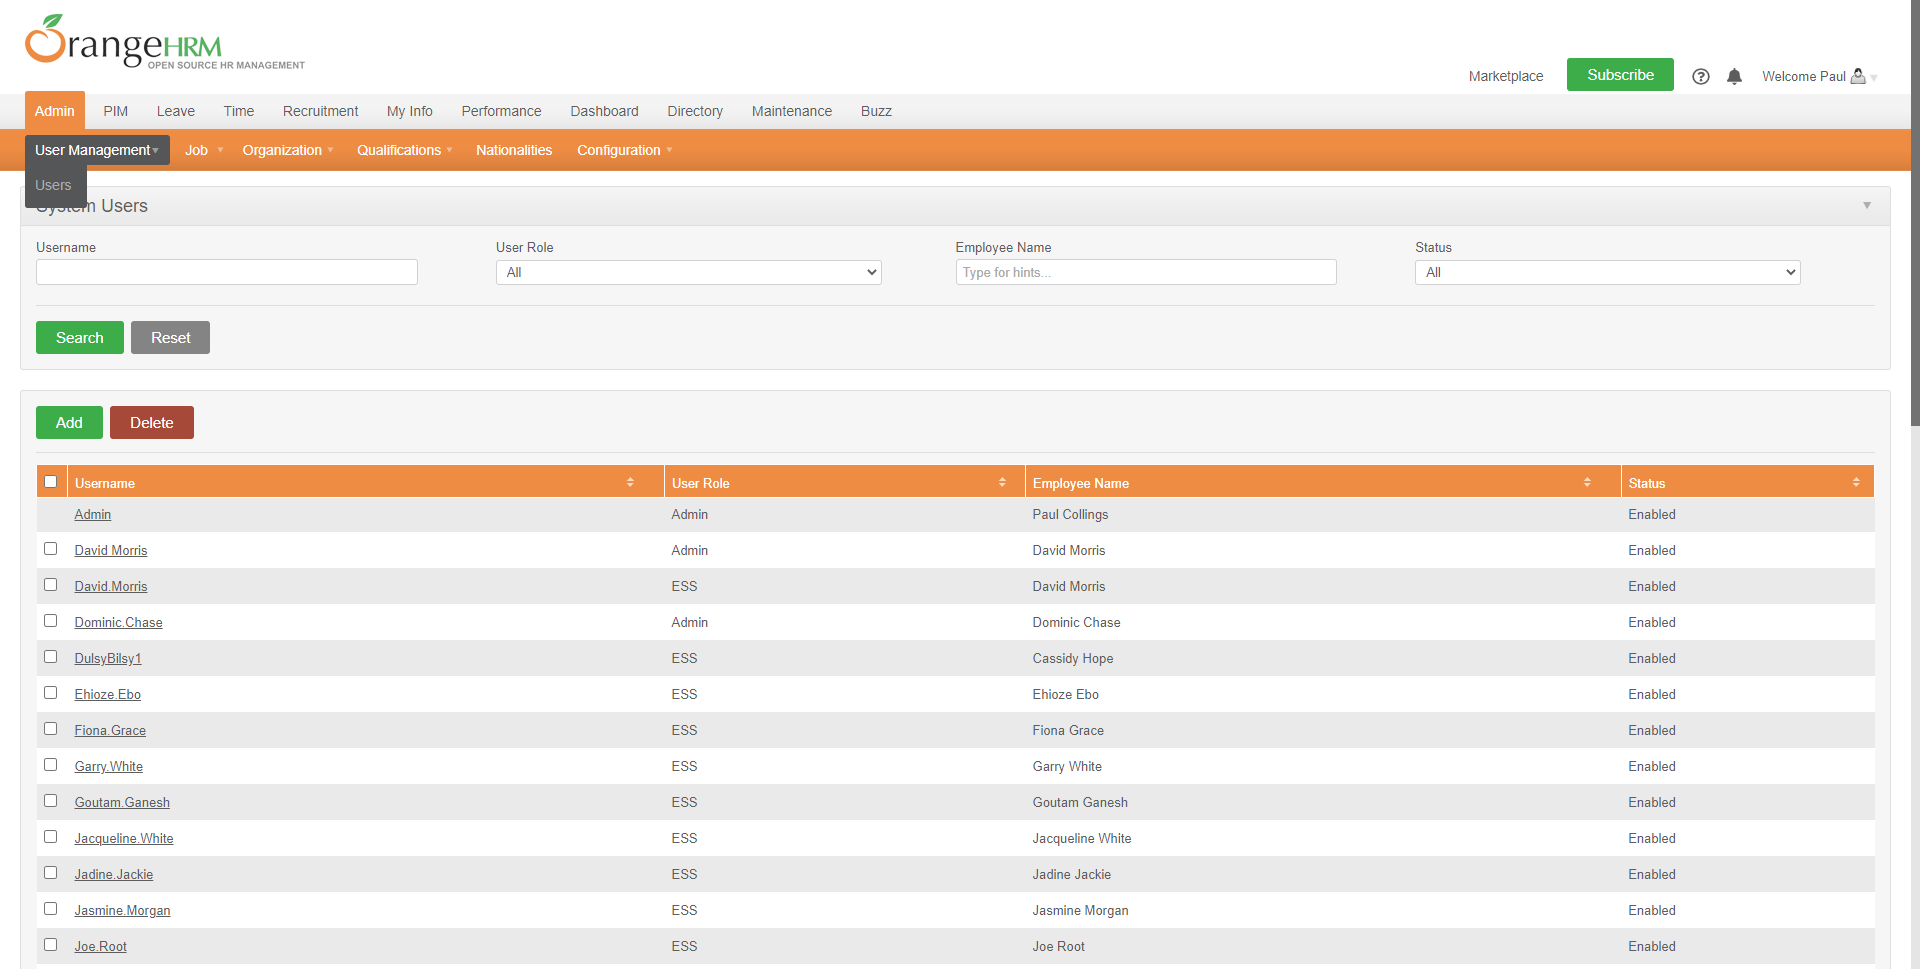 OrangeHRM
OPEN SOURCE HR MANAGEMENT
Marketplace Subscribe Welcome Paul
Admin PIM Leave Time Recruitment My Info Performance Dashboard Directory Maintenance Buzz
User Management Job Organization Qualifications Nationalities Configuration
Users
System Users
Username User Role Employee Name Status
All Type for hints... All
Search Reset
Add Delete
Username User Role Employee Name Status
Admin Admin Paul Collings Enabled
David Morris Admin David Morris Enabled
David.Morris ESS David Morris Enabled
Dominic.Chase Admin Dominic Chase Enabled
DulsyBilsy1 ESS Cassidy Hope Enabled
Ehioze.Ebo ESS Ehioze Ebo Enabled
Fiona.Grace ESS Fiona Grace Enabled
Garry.White ESS Garry White Enabled
Goutam.Ganesh ESS Goutam Ganesh Enabled
Jacqueline.White ESS Jacqueline White Enabled
Jadine.Jackie ESS Jadine Jackie Enabled
Jasmine.Morgan ESS Jasmine Morgan Enabled
Joe.Root ESS Joe Root Enabled